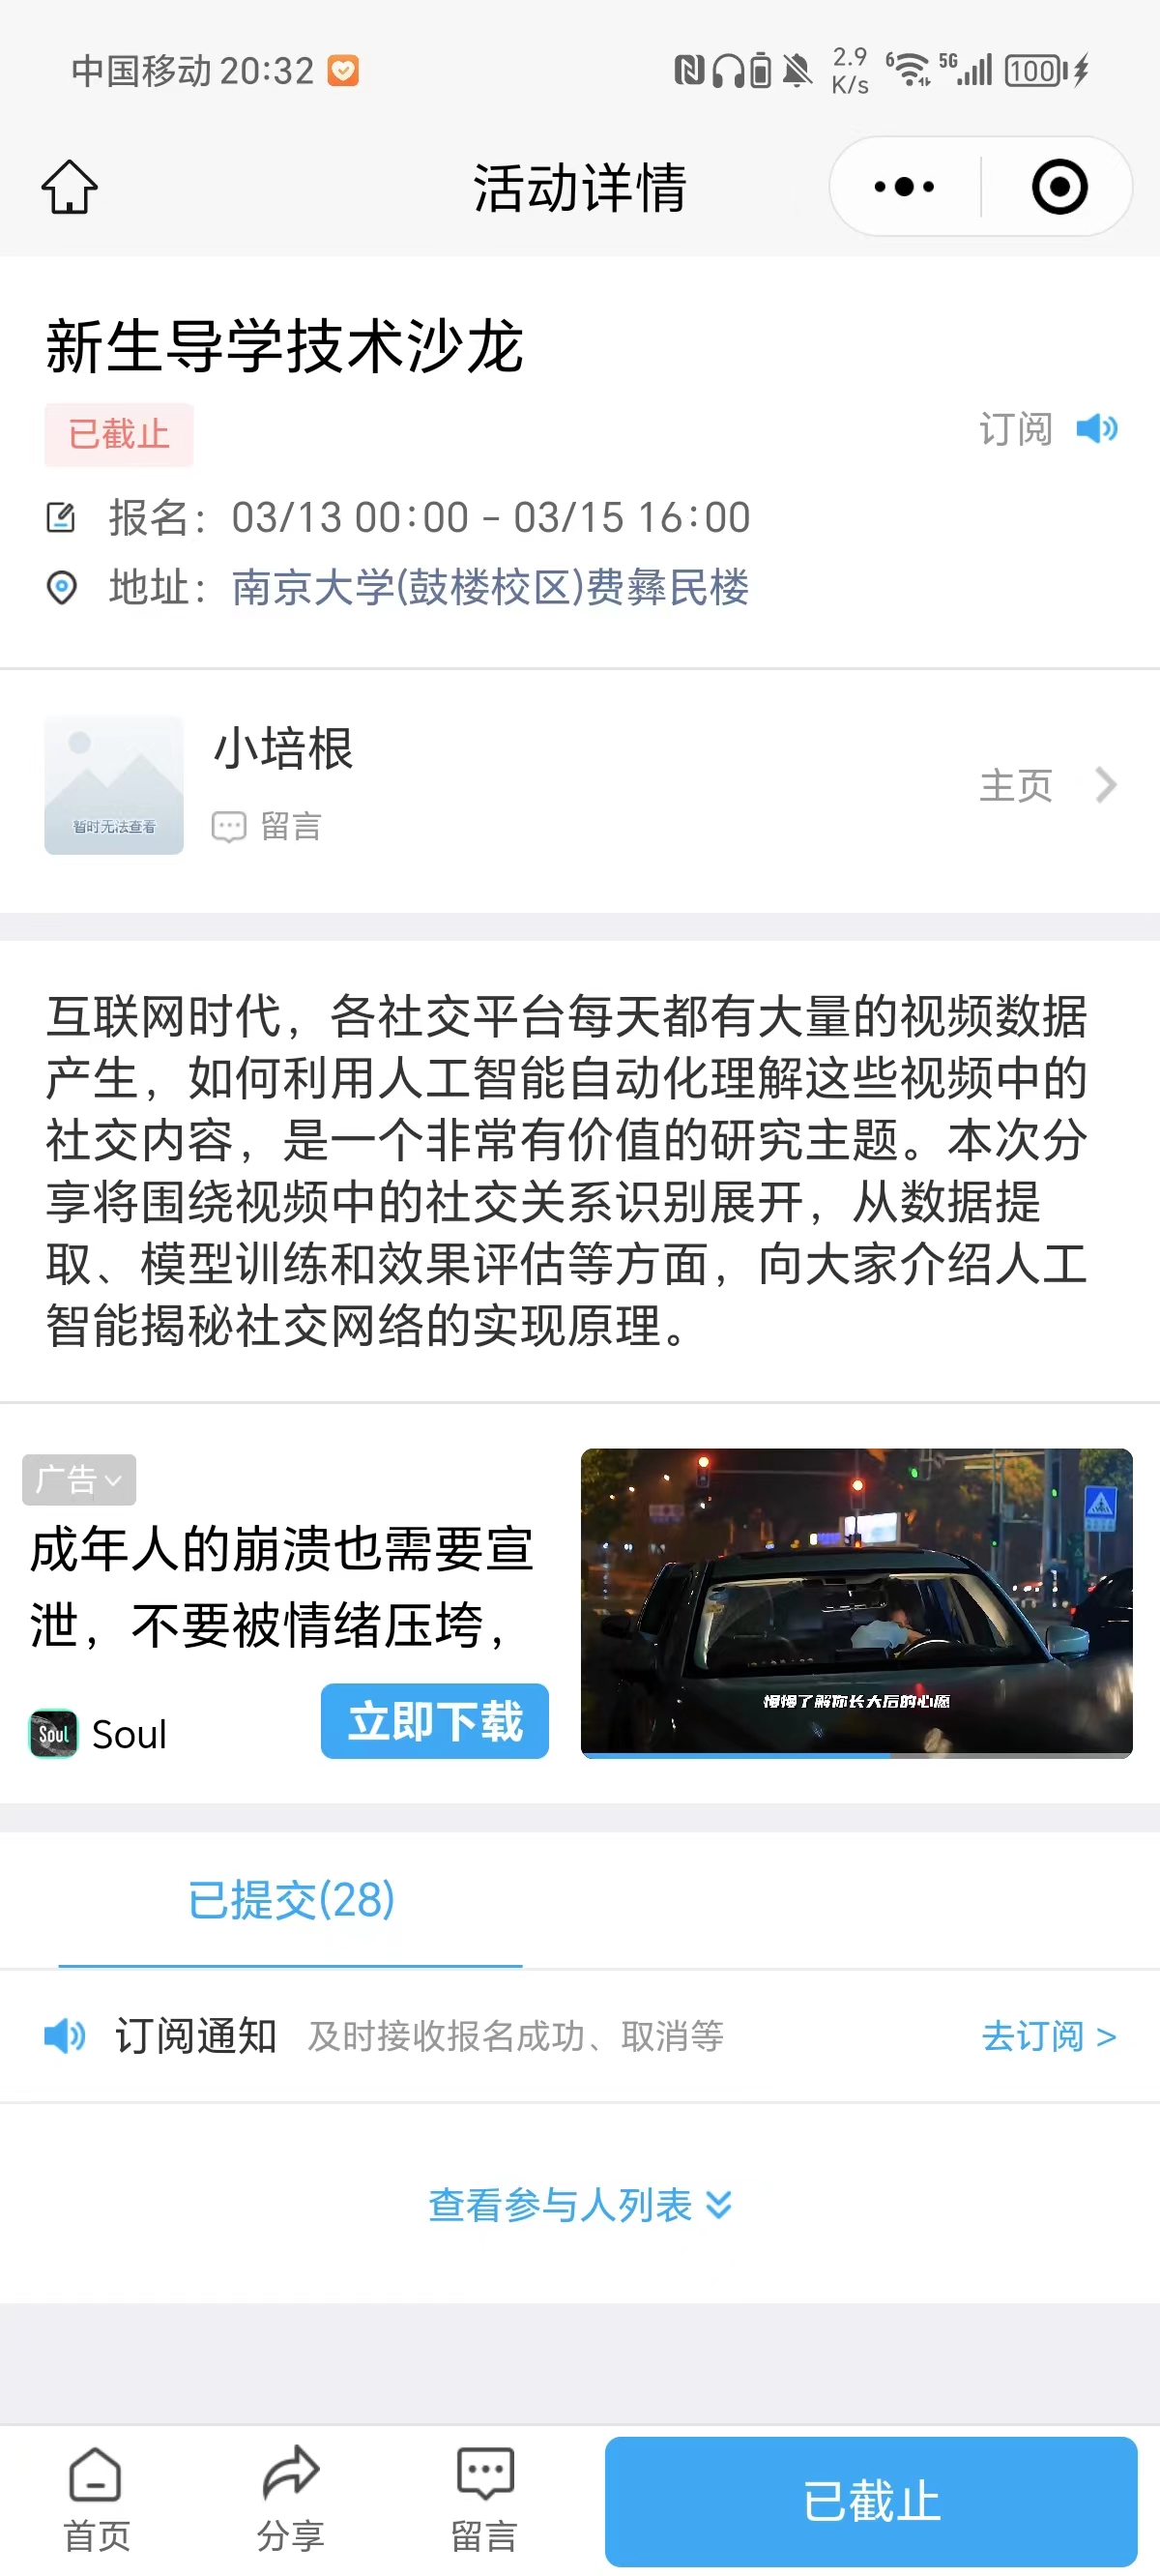 中国移动 20:32 2.9 K/s 6 5G 100
活动详情
新生导学技术沙龙
已截止 订阅
报名：03/13 00:00 - 03/15 16:00
地址：南京大学(鼓楼校区)费彝民楼
暂时无法查看
小培根
留言
主页
互联网时代，各社交平台每天都有大量的视频数据
产生，如何利用人工智能自动化理解这些视频中的
社交内容，是一个非常有价值的研究主题。本次分
享将围绕视频中的社交关系识别展开，从数据提
取、模型训练和效果评估等方面，向大家介绍人工
智能揭秘社交网络的实现原理。
广告
成年人的崩溃也需要宣
泄，不要被情绪压垮，
Soul Soul 立即下载
慢慢了解你长大后的心愿
已提交(28)
订阅通知 及时接收报名成功、取消等 去订阅 >
查看参与人列表
首页 分享 留言 已截止